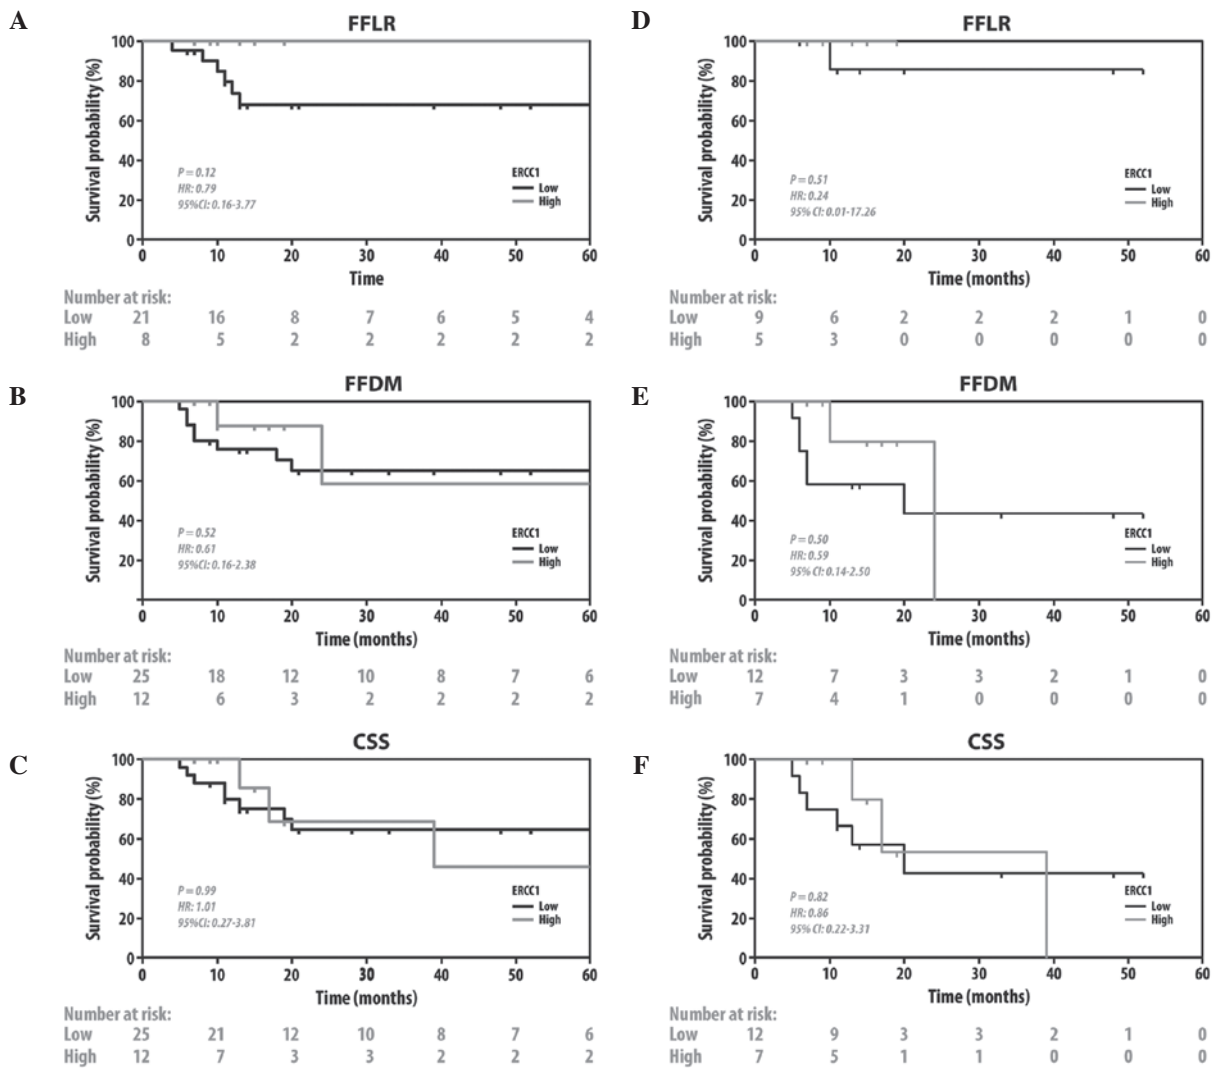 A
FFLR
Survival probability (%)
100
80
60
40
20
0
P = 0.12
HR: 0.79
95%CI: 0.16-3.77
ERCC1
Low
High
0 10 20 30 40 50 60
Time
Number at risk:
Low 21 16 8 7 6 5 4
High 8 5 2 2 2 2 2
D
FFLR
Survival probability (%)
100
80
60
40
20
0
P = 0.51
HR: 0.24
95% CI: 0.01-17.26
ERCC1
Low
High
0 10 20 30 40 50 60
Time (months)
Number at risk:
Low 9 6 2 2 2 1 0
High 5 3 0 0 0 0 0
B
FFDM
Survival probability (%)
100
80
60
40
20
P = 0.52
HR: 0.61
95%CI: 0.16-2.38
ERCC1
Low
High
0 10 20 30 40 50 60
Time (months)
Number at risk:
Low 25 18 12 10 8 7 6
High 12 6 3 2 2 2 2
E
FFDM
Survival probability (%)
100
80
60
40
20
0
P = 0.50
HR: 0.59
95% CI: 0.14-2.50
ERCC1
Low
High
0 10 20 30 40 50 60
Time (months)
Number at risk:
Low 12 7 3 3 2 1 0
High 7 4 1 0 0 0 0
C
CSS
Survival probability (%)
100
80
60
40
20
0
P = 0.99
HR: 1.01
95%CI: 0.27-3.81
ERCC1
Low
High
0 10 20 30 40 50 60
Time (months)
Number at risk:
Low 25 21 12 10 8 7 6
High 12 7 3 3 2 2 2
F
CSS
Survival probability (%)
100
80
60
40
20
0
P = 0.82
HR: 0.86
95% CI: 0.22-3.31
ERCC1
Low
High
0 10 20 30 40 50 60
Time (months)
Number at risk:
Low 12 9 3 3 2 1 0
High 7 5 1 1 0 0 0